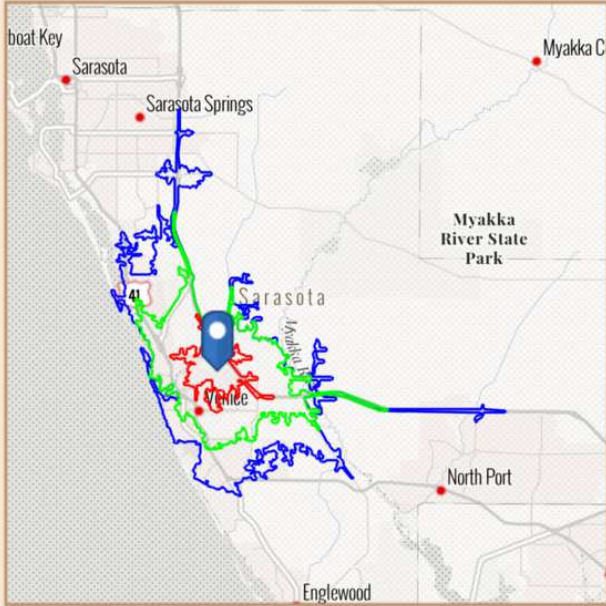 boat Key
Sarasota
Myakka C
Sarasota Springs
Myakka
River State
Park
41
Sarasota
Myakka R
Venice
North Port
Englewood